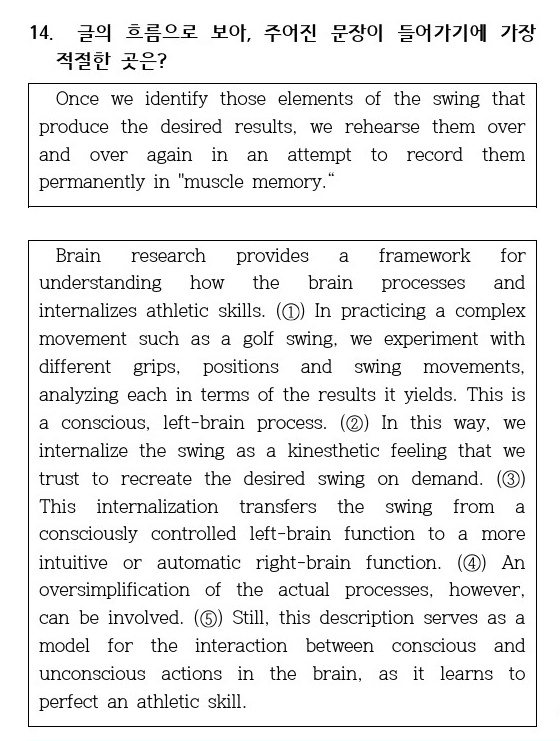 14. 글의 흐름으로 보아, 주어진 문장이 들어가기에 가장
적절한 곳은?
Once we identify those elements of the swing that
produce the desired results, we rehearse them over
and over again in an attempt to record them
permanently in "muscle memory.“
Brain research provides a framework for
understanding how the brain processes and
internalizes athletic skills. (①) In practicing a complex
movement such as a golf swing, we experiment with
different grips, positions and swing movements,
analyzing each in terms of the results it yields. This is
a conscious, left-brain process. (②) In this way, we
internalize the swing as a kinesthetic feeling that we
trust to recreate the desired swing on demand. (③)
This internalization transfers the swing from a
consciously controlled left-brain function to a more
intuitive or automatic right-brain function. (④) An
oversimplification of the actual processes, however,
can be involved. (⑤) Still, this description serves as a
model for the interaction between conscious and
unconscious actions in the brain, as it learns to
perfect an athletic skill.